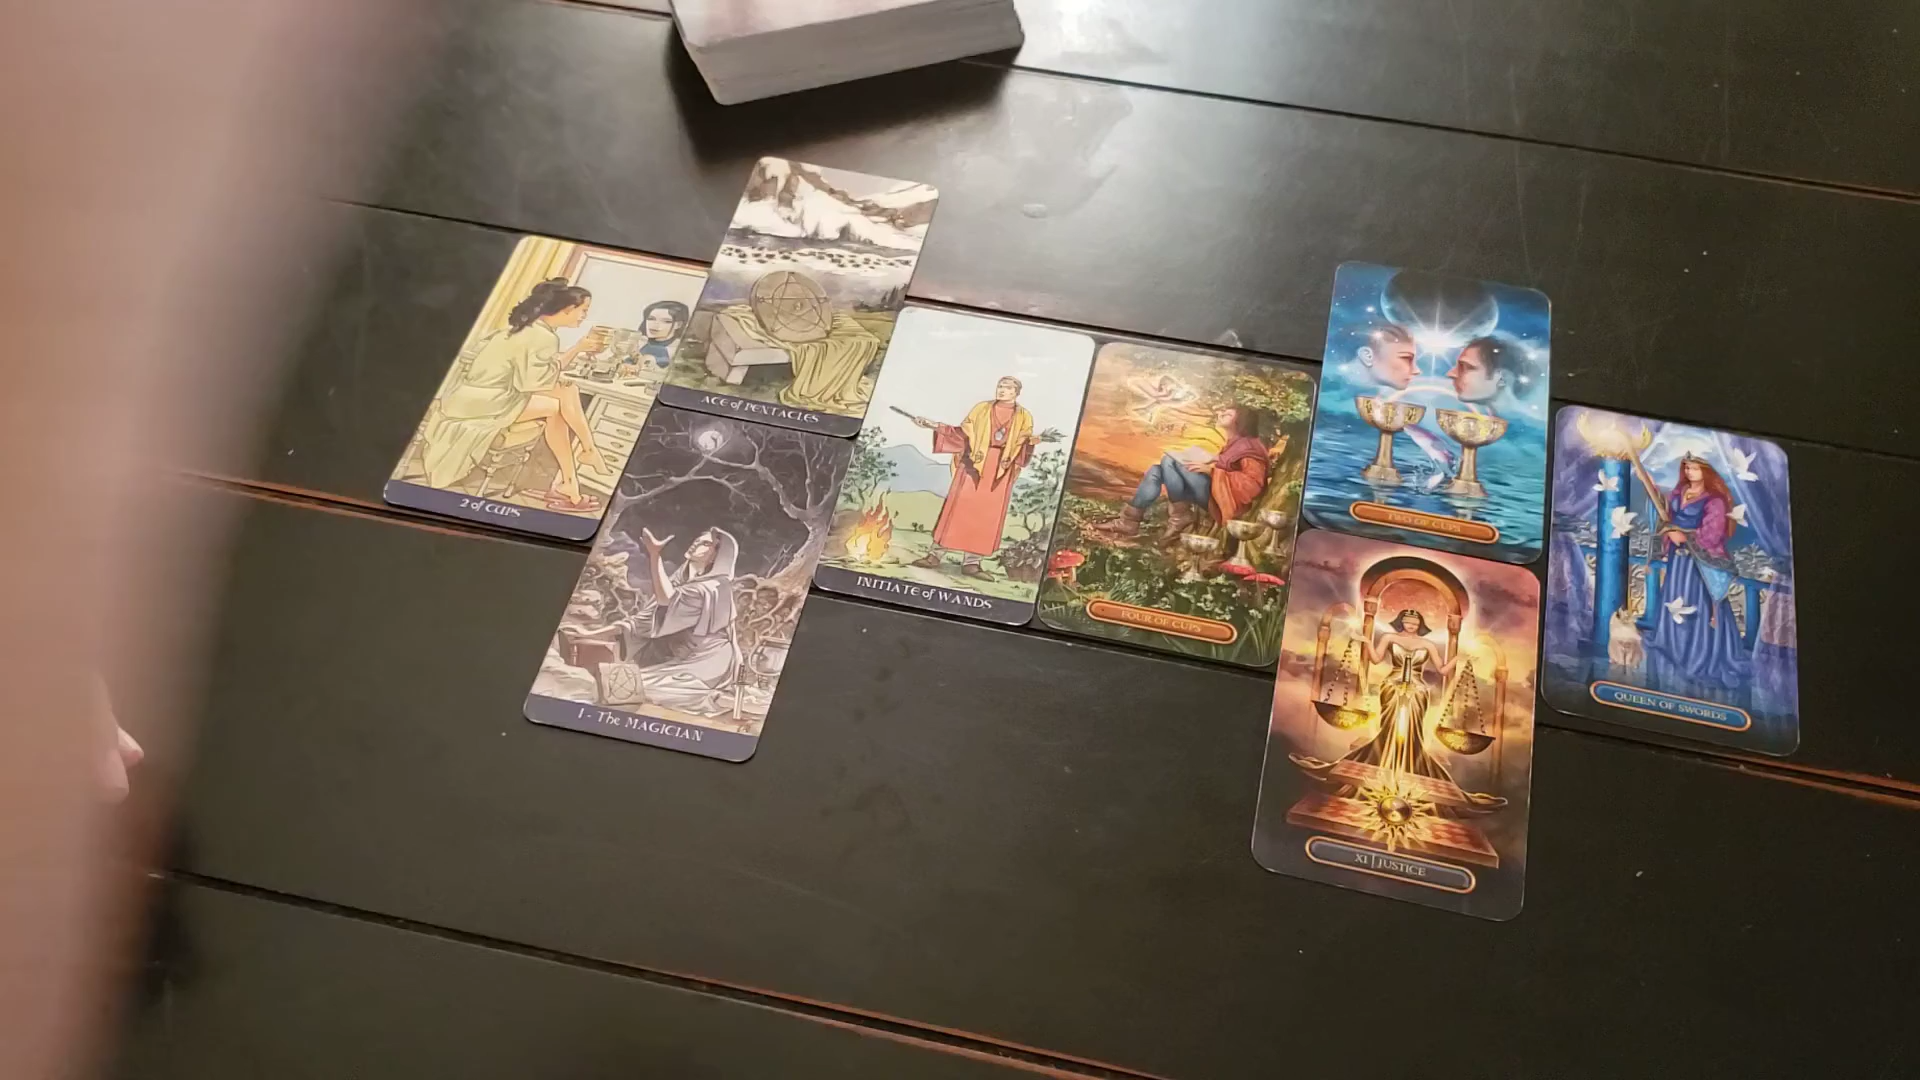 2 of CUPS
ACE of PENTACLES
I - The MAGICIAN
INITIATE of WANDS
FOUR OF CUPS
TWO OF CUPS
XI | JUSTICE
QUEEN OF SWORDS